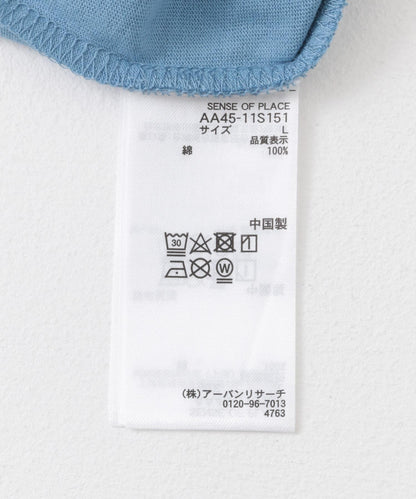 SENSE OF PLACE
AA45-11S151
サイズ L
品質表示
綿 100%
中国製
30
W
(株)アーバンリサーチ
0120-96-7013
4763